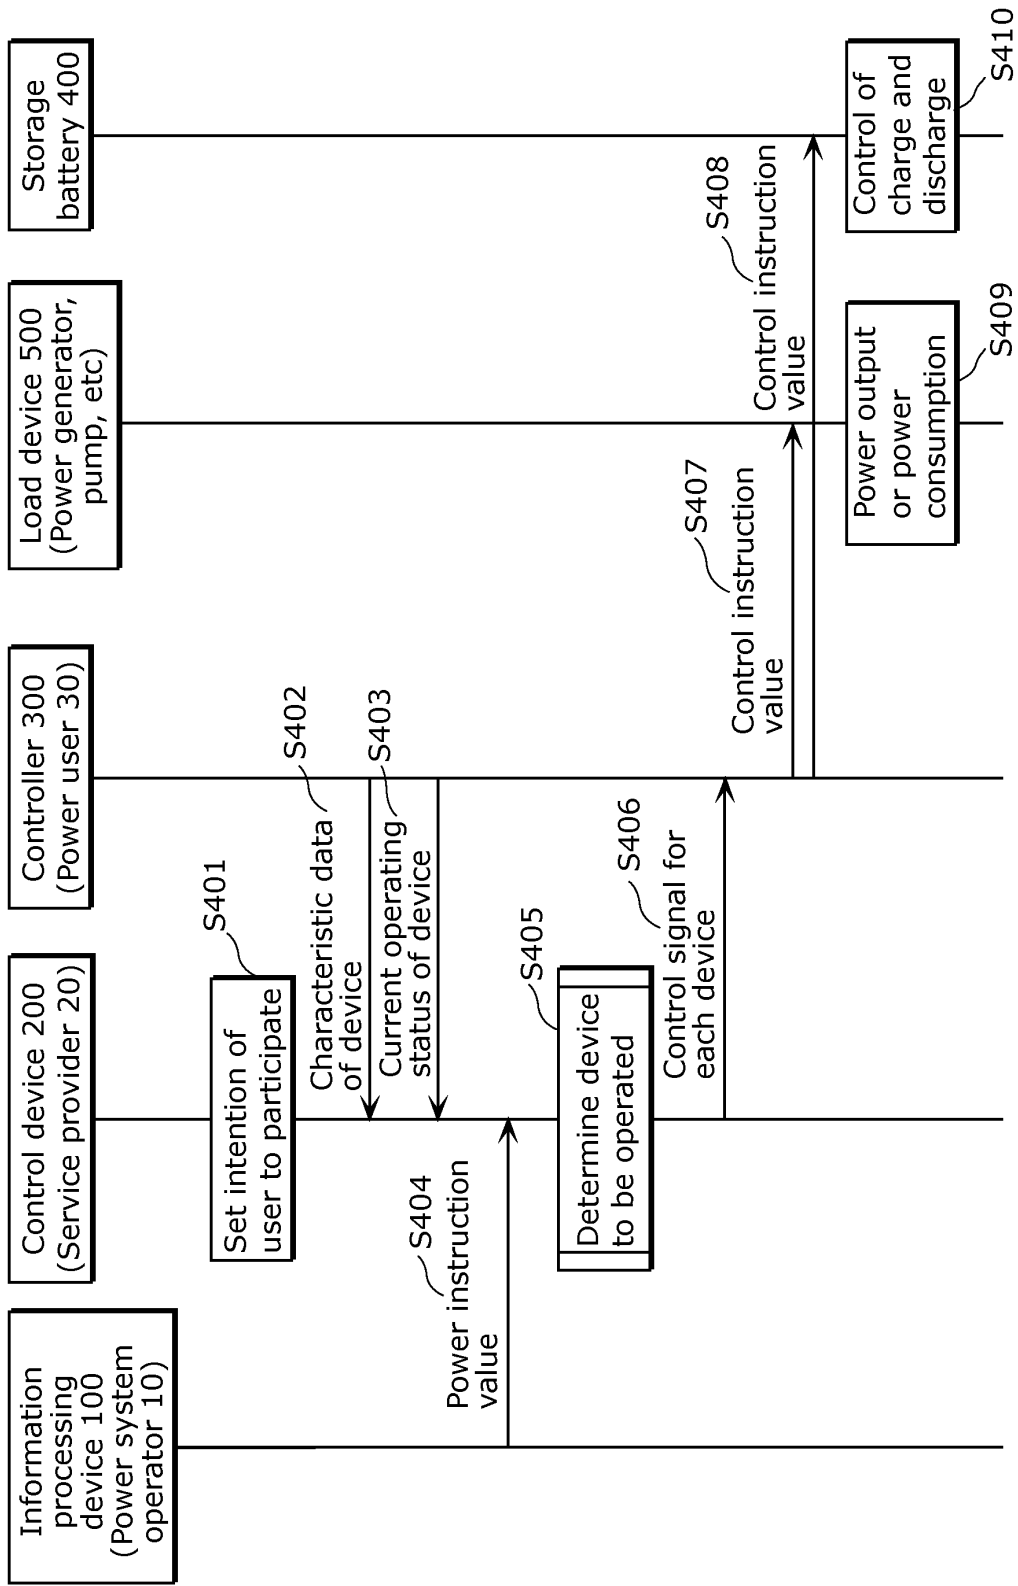 Information
processing
device 100
(Power system
operator 10)
Control device 200
(Service provider 20)
Controller 300
(Power user 30)
Load device 500
(Power generator,
pump, etc)
Storage
battery 400
S401
Set intention of
user to participate
S402
Characteristic data
of device
S403
Current operating
status of device
S404
Power instruction
value
S405
Determine device
to be operated
S406
Control signal for
each device
S407
Control instruction
value
S408
Control instruction
value
Power output
or power
consumption
S409
Control of
charge and
discharge
S410